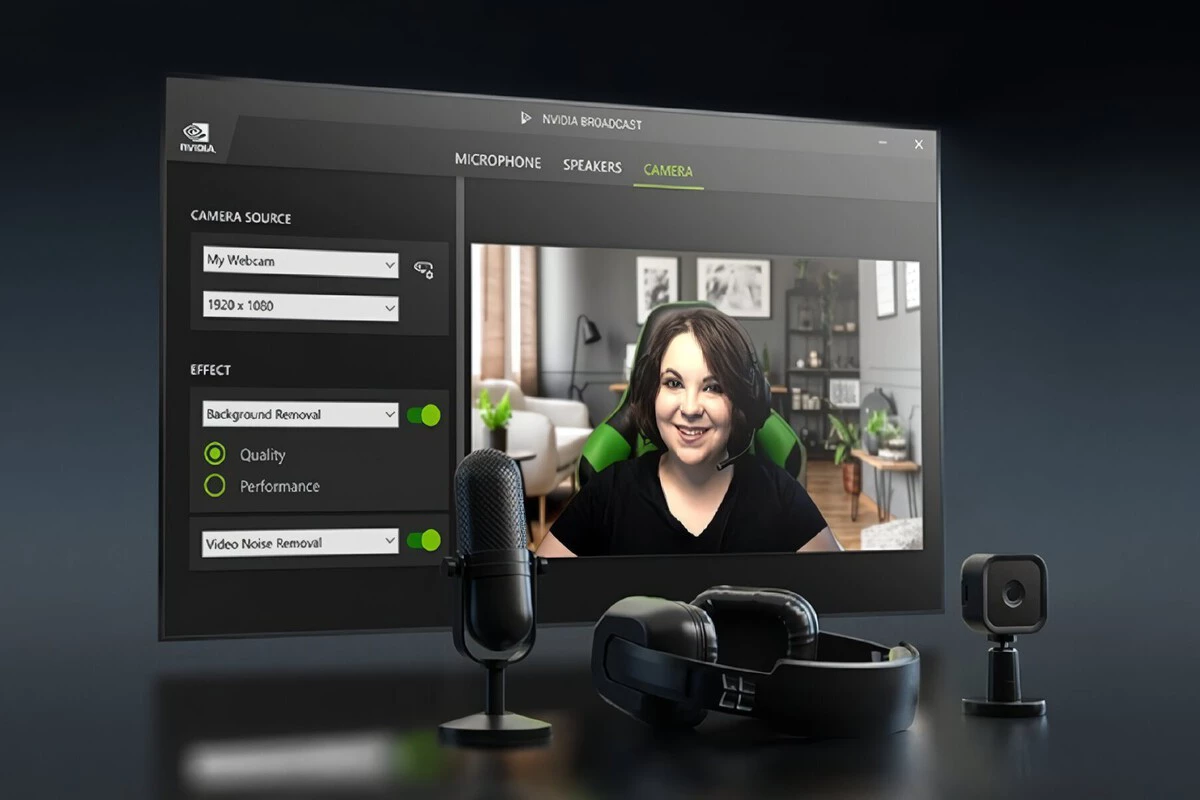 NVIDIA BROADCAST
NVIDIA.
MICROPHONE SPEAKERS CAMERA
CAMERA SOURCE
My Webcam
1920 x 1080
EFFECT
Background Removal
Quality
Performance
Video Noise Removal